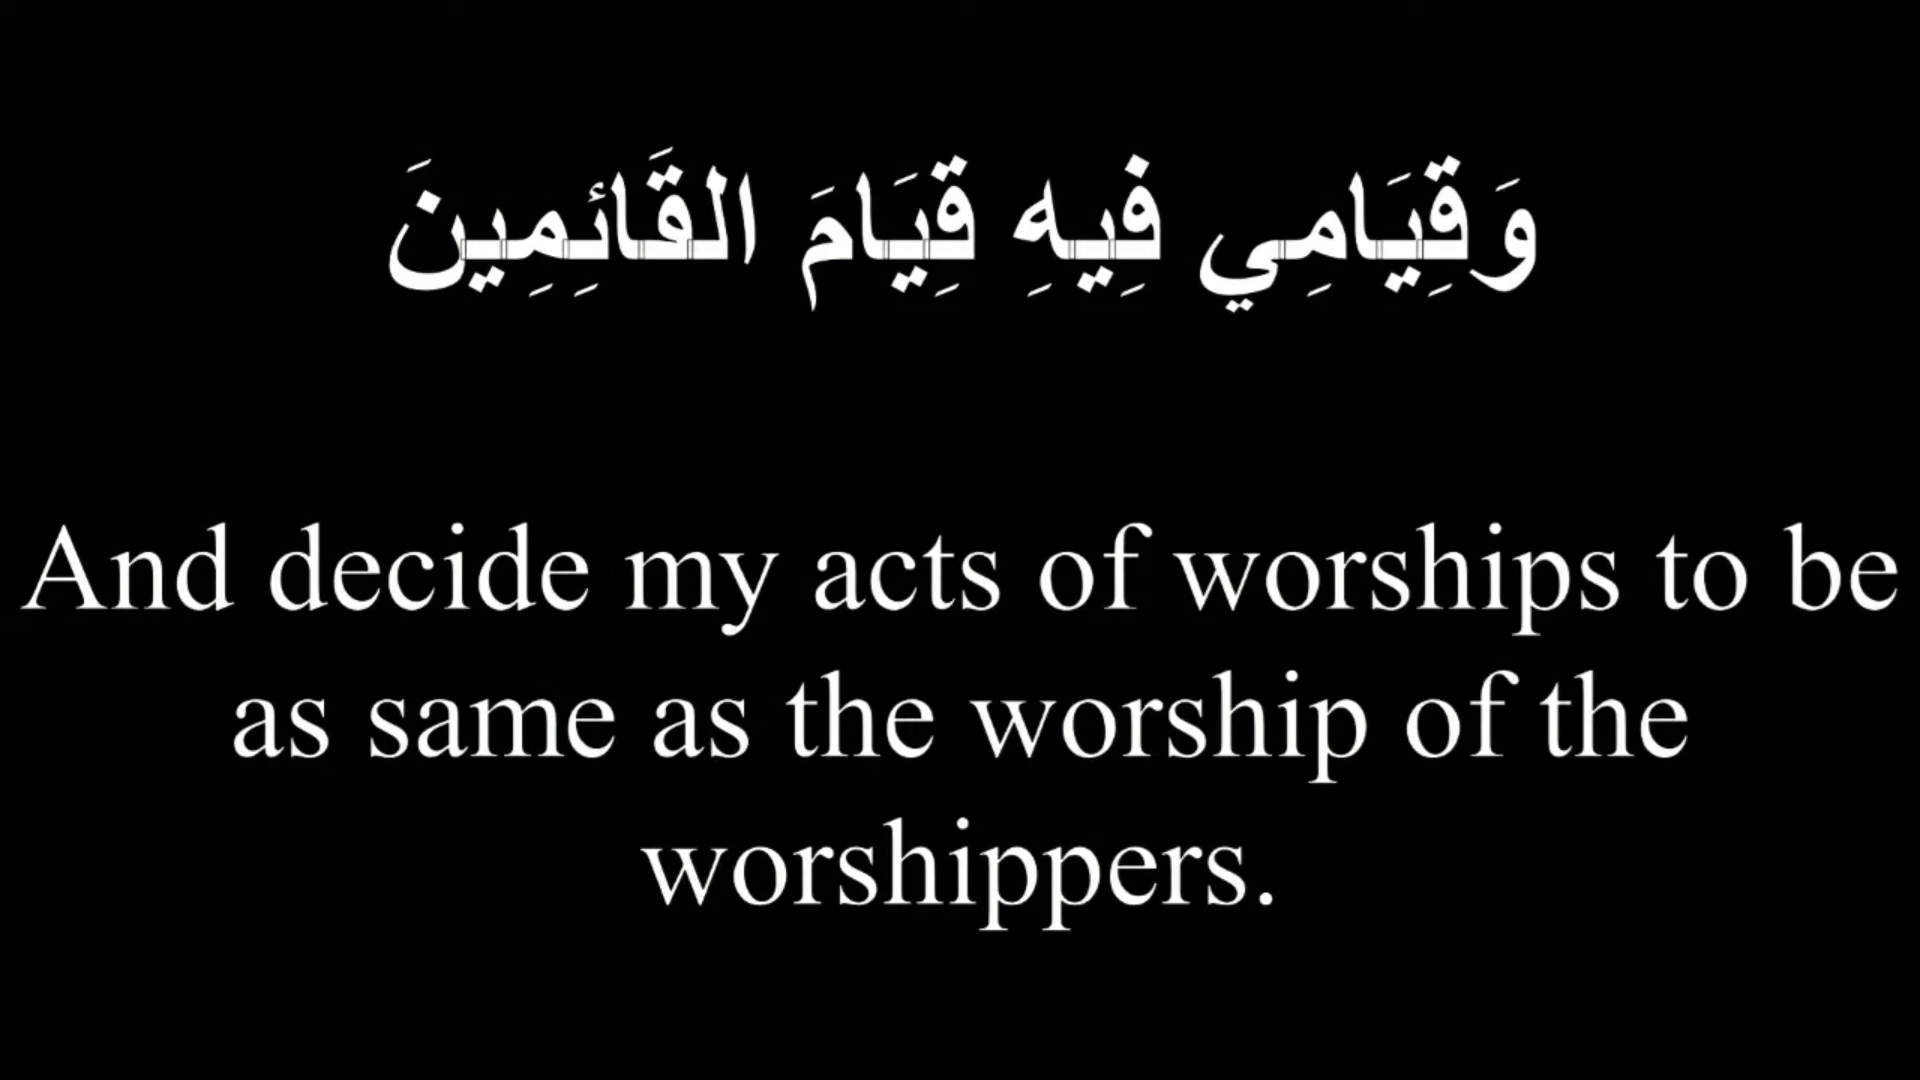 وَقِيَامِي فِيهِ قِيَامَ القَائِمِينَ
And decide my acts of worships to be
as same as the worship of the
worshippers.